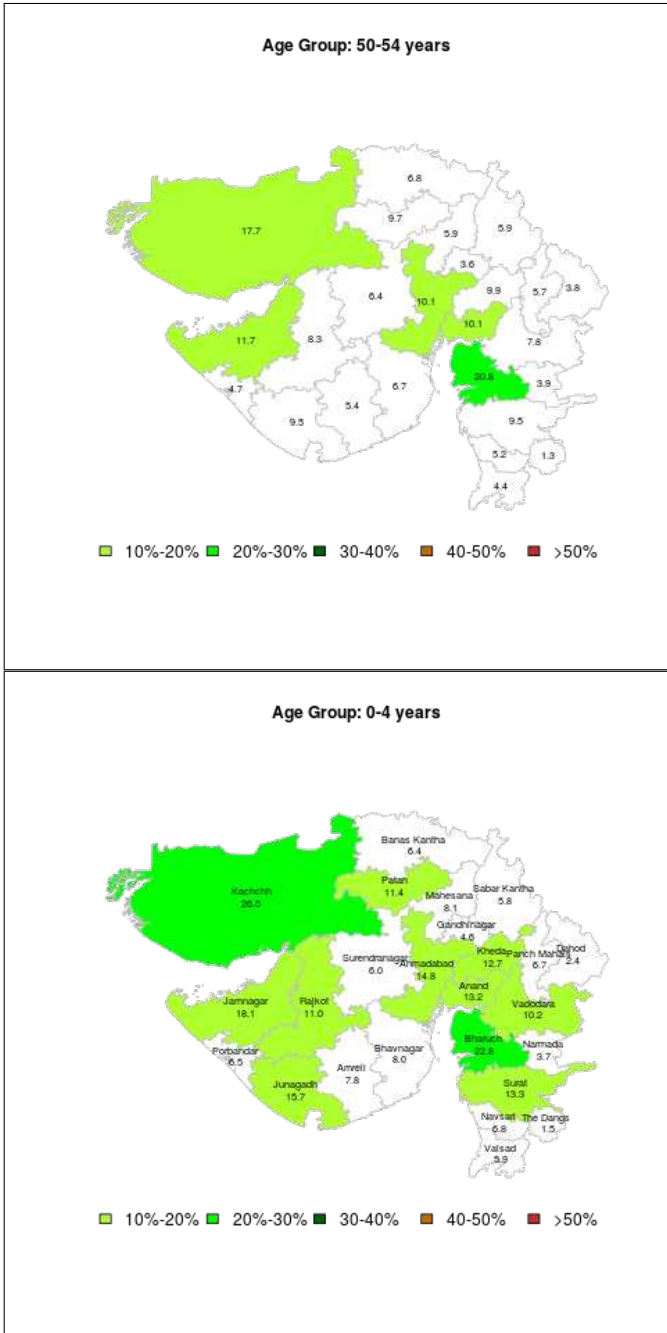 Age Group: 50-54 years
6.8
9.7
5.9
5.9
17.7
3.6
3.8
9.9
5.7
6.4
10.1
10.1
11.7
8.3
7.8
20.8
4.7
6.7
3.9
5.4
9.5
9.5
5.2
1.3
4.4
10%-20% 20%-30% 30-40% 40-50% >50%
Age Group: 0-4 years
Banas Kantha
6.4
Patan
11.4
Kachchh
26.5
Mahesana
8.1
Sabar Kantha
5.8
Gandhinagar
4.6
Surendranagar
6.0
Ahmadabad
14.8
Kheda
12.7
Panch Mahals
6.7
Dahod
2.4
Anand
13.2
Jamnagar
18.1
Rajkot
11.0
Vadodara
10.2
Bharuch
22.8
Narmada
3.7
Porbandar
6.5
Bhavnagar
8.0
Amreli
7.8
Junagadh
15.7
Surat
13.3
Navsari
6.8
The Dangs
1.5
Valsad
5.9
10%-20% 20%-30% 30-40% 40-50% >50%